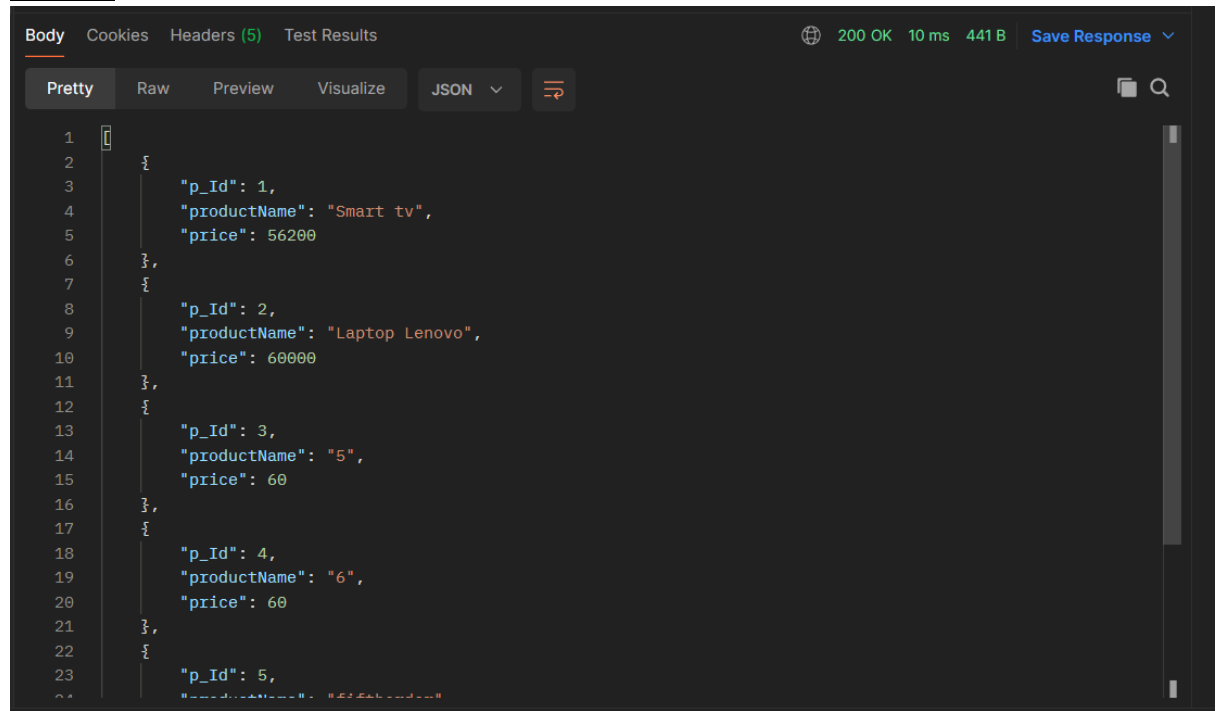 Body Cookies Headers (5) Test Results 200 OK 10 ms 441 B Save Response
Pretty Raw Preview Visualize JSON
1 [
2 {
3 "p_Id": 1,
4 "productName": "Smart tv",
5 "price": 56200
6 },
7 {
8 "p_Id": 2,
9 "productName": "Laptop Lenovo",
10 "price": 60000
11 },
12 {
13 "p_Id": 3,
14 "productName": "5",
15 "price": 60
16 },
17 {
18 "p_Id": 4,
19 "productName": "6",
20 "price": 60
21 },
22 {
23 "p_Id": 5,
24 "productName":